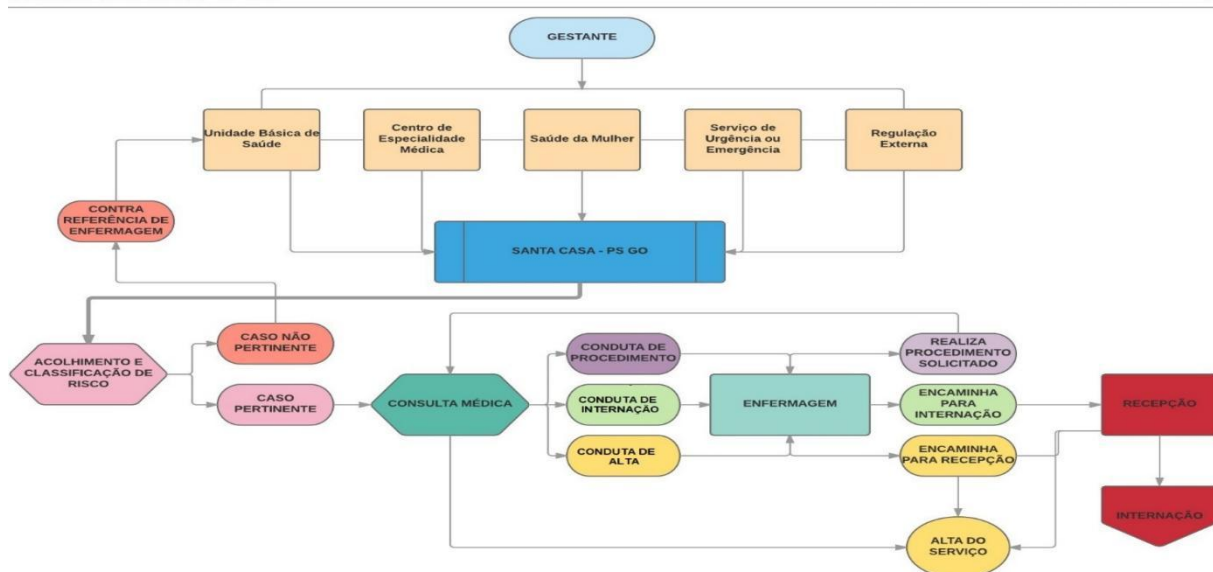 GESTANTE
Unidade Básica de
Saúde
Centro de
Especialidade
Médica
Saúde da Mulher
Serviço de
Urgência ou
Emergência
Regulação
Externa
CONTRA
REFERÊNCIA DE
ENFERMAGEM
SANTA CASA - PS GO
ACOLHIMENTO E
CLASSIFICAÇÃO DE
RISCO
CASO NÃO
PERTINENTE
CASO
PERTINENTE
CONSULTA MÉDICA
CONDUTA DE
PROCEDIMENTO
CONDUTA DE
INTERNAÇÃO
CONDUTA DE
ALTA
ENFERMAGEM
REALIZA
PROCEDIMENTO
SOLICITADO
ENCAMINHA
PARA
INTERNAÇÃO
ENCAMINHA
PARA RECEPÇÃO
RECEPÇÃO
INTERNAÇÃO
ALTA DO
SERVIÇO